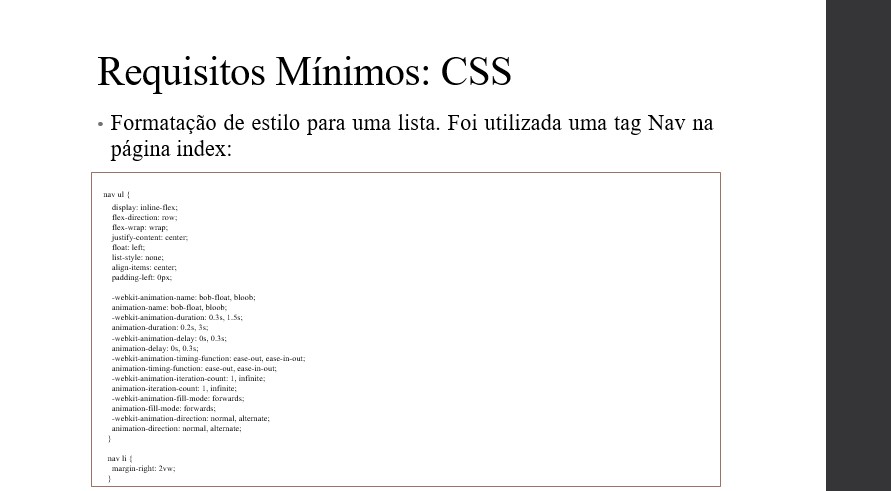 Requisitos Mínimos: CSS
• Formatação de estilo para uma lista. Foi utilizada uma tag Nav na
página index:
nav ul {
display: inline-flex;
flex-direction: row;
flex-wrap: wrap;
justify-content: center;
float: left;
list-style: none;
align-items: center;
padding-left: 0px;
-webkit-animation-name: bob-float, bloob;
animation-name: bob-float, bloob;
-webkit-animation-duration: 0.3s, 1.5s;
animation-duration: 0.2s, 3s;
-webkit-animation-delay: 0s, 0.3s;
animation-delay: 0s, 0.3s;
-webkit-animation-timing-function: ease-out, ease-in-out;
animation-timing-function: ease-out, ease-in-out;
-webkit-animation-iteration-count: 1, infinite;
animation-iteration-count: 1, infinite;
-webkit-animation-fill-mode: forwards;
animation-fill-mode: forwards;
-webkit-animation-direction: normal, alternate;
animation-direction: normal, alternate;
}
nav li {
margin-right: 2vw;
}